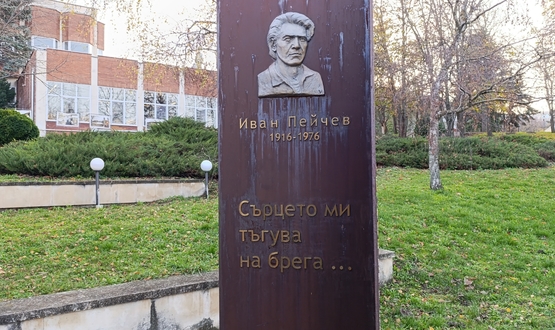 Иван Пейчев
1916-1976
Сърцето ми
тъгува
на брега ...